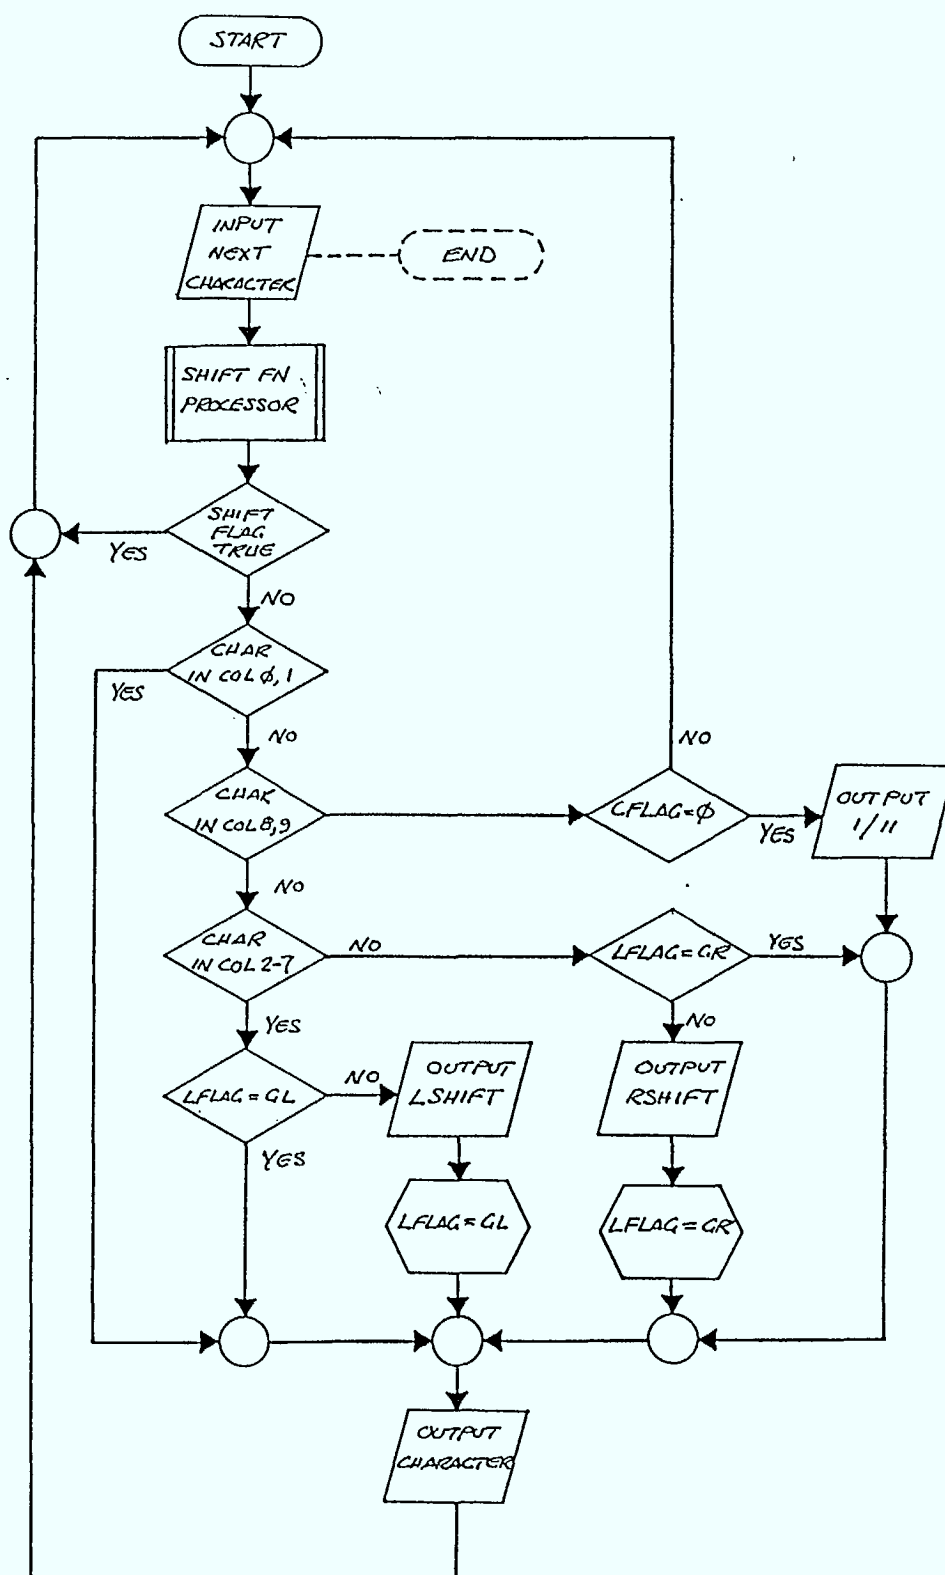 START
INPUT
NEXT
CHARACTER
END
SHIFT FN
PROCESSOR
SHIFT
FLAG
TRUE
YES
NO
CHAR
IN COL Ø, 1
YES
NO
NO
CHAR
IN COL 8,9
CFLAG=Ø
YES
OUTPUT
1/11
NO
CHAR
IN COL 2-7
NO
LFLAG=GR
YES
YES
NO
LFLAG=GL
NO
OUTPUT
LSHIFT
OUTPUT
RSHIFT
YES
LFLAG=GL
LFLAG=GR
OUTPUT
CHARACTER